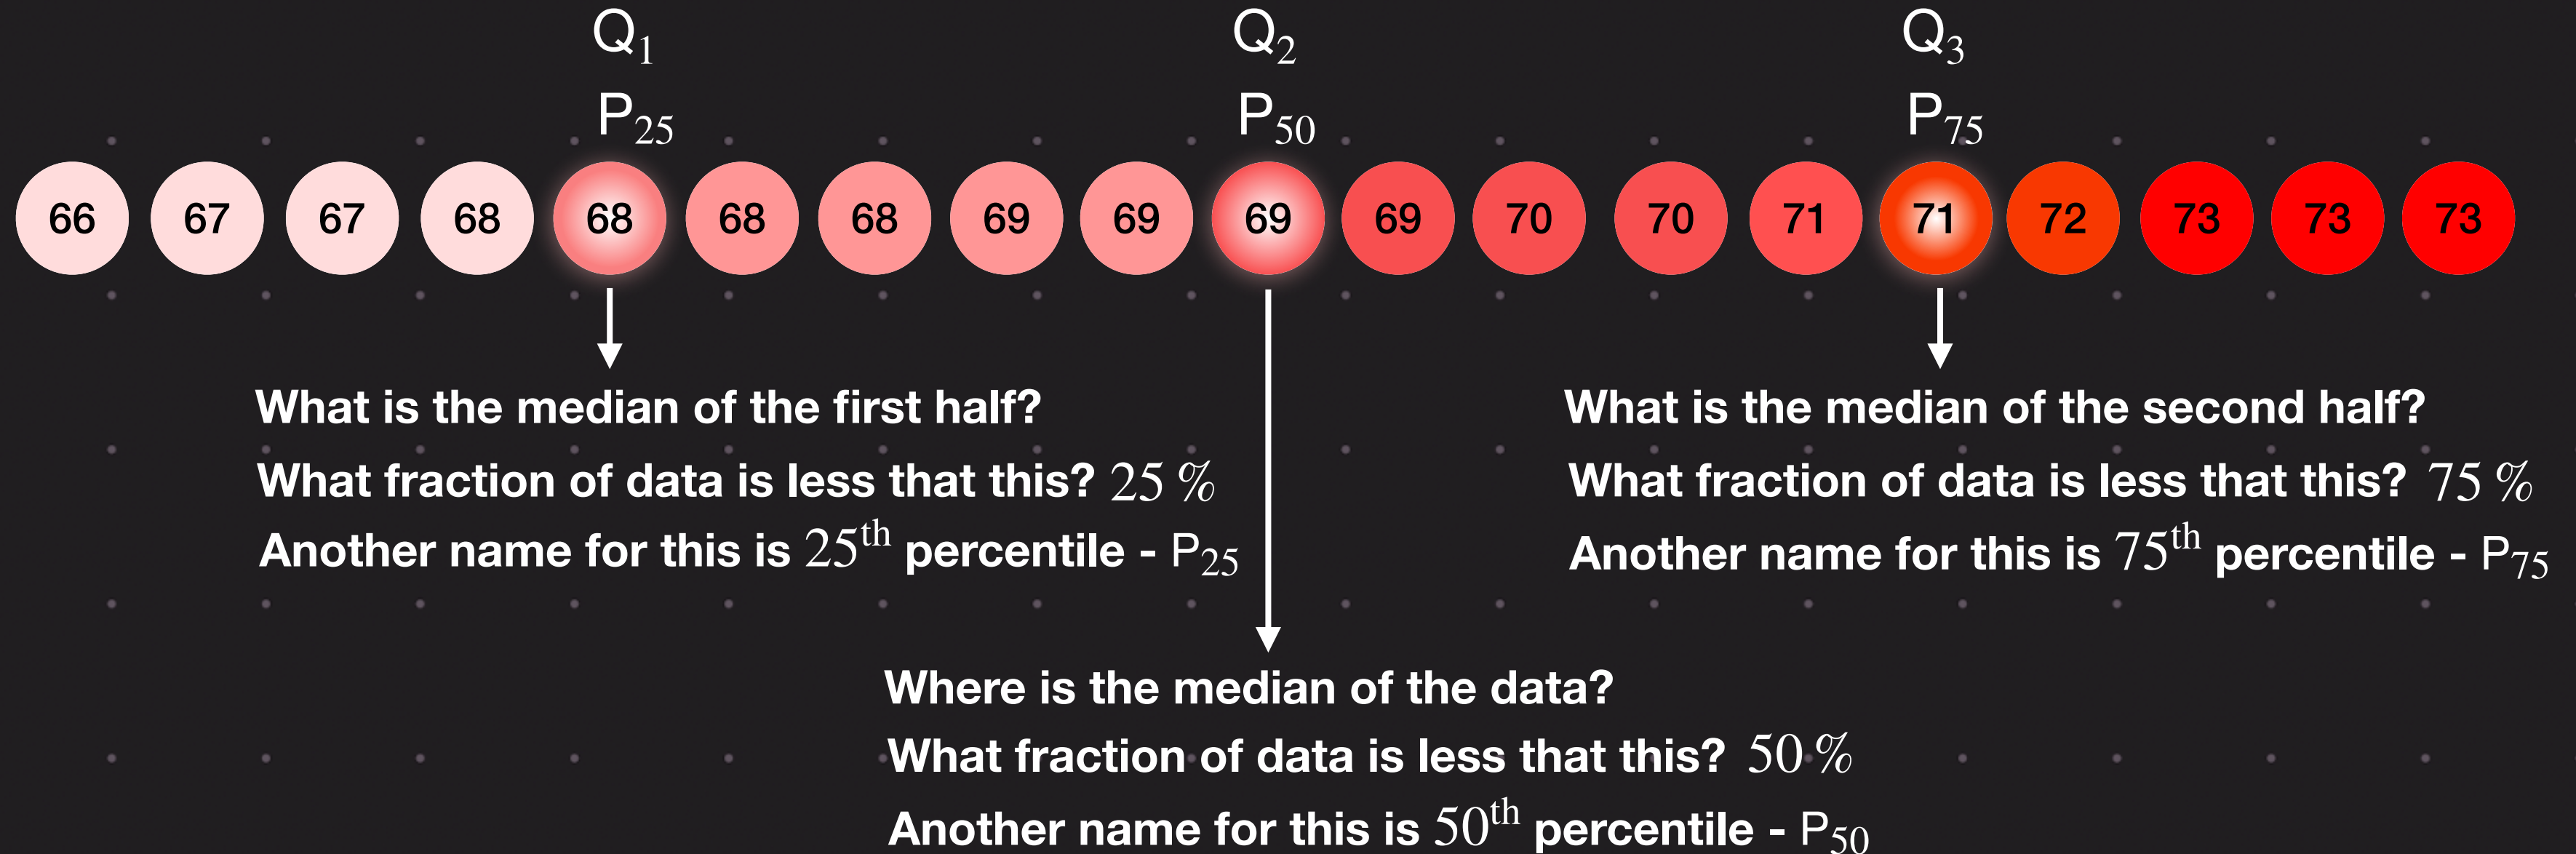 Q₁ Q₂ Q₃
P₂₅ P₅₀ P₇₅
66 67 67 68 68 68 68 69 69 69 69 70 70 71 71 72 73 73 73
What is the median of the first half?
What fraction of data is less that this? 25 %
Another name for this is 25ᵗʰ percentile - P₂₅
What is the median of the second half?
What fraction of data is less that this? 75 %
Another name for this is 75ᵗʰ percentile - P₇₅
Where is the median of the data?
What fraction of data is less that this? 50 %
Another name for this is 50ᵗʰ percentile - P₅₀